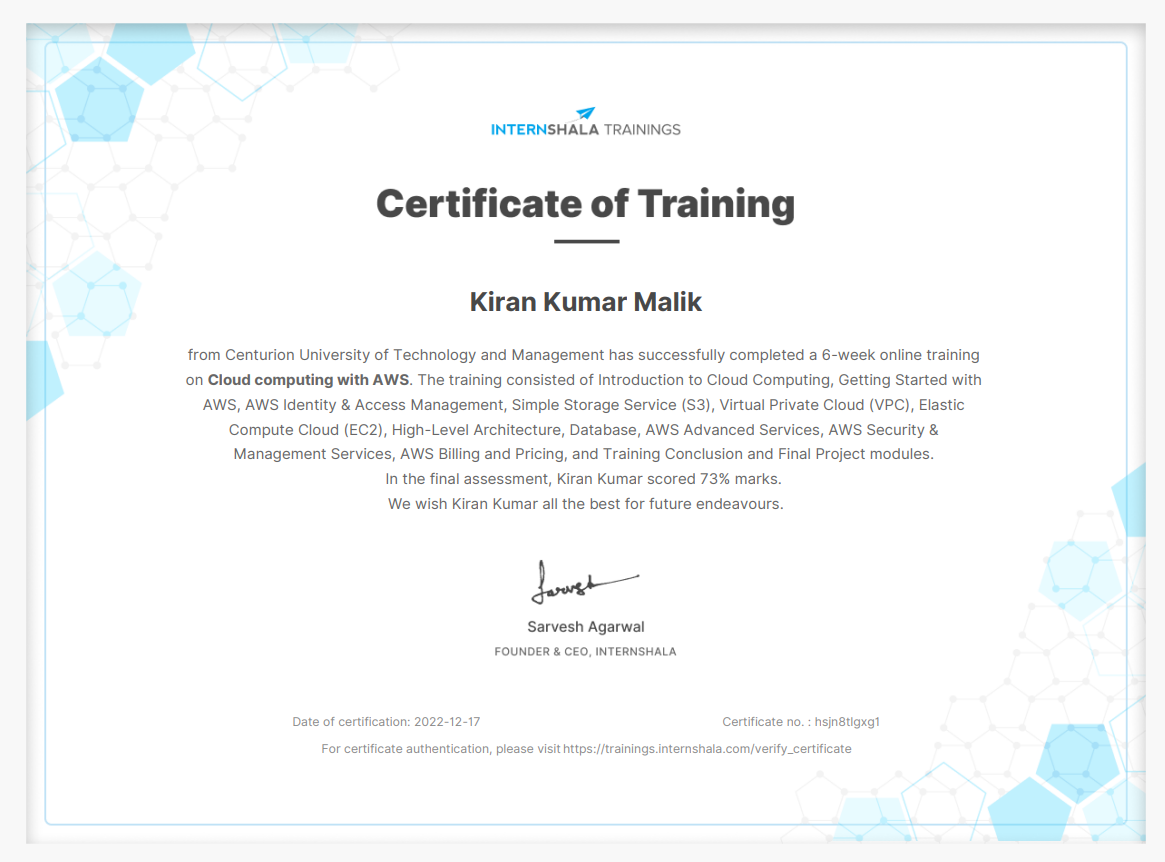 INTERNSHALA TRAININGS
Certificate of Training
Kiran Kumar Malik
from Centurion University of Technology and Management has successfully completed a 6-week online training
on Cloud computing with AWS. The training consisted of Introduction to Cloud Computing, Getting Started with
AWS, AWS Identity & Access Management, Simple Storage Service (S3), Virtual Private Cloud (VPC), Elastic
Compute Cloud (EC2), High-Level Architecture, Database, AWS Advanced Services, AWS Security &
Management Services, AWS Billing and Pricing, and Training Conclusion and Final Project modules.
In the final assessment, Kiran Kumar scored 73% marks.
We wish Kiran Kumar all the best for future endeavours.
Sarvesh
Sarvesh Agarwal
FOUNDER & CEO, INTERNSHALA
Date of certification: 2022-12-17 Certificate no. : hsjn8tlgxg1
For certificate authentication, please visit https://trainings.internshala.com/verify_certificate